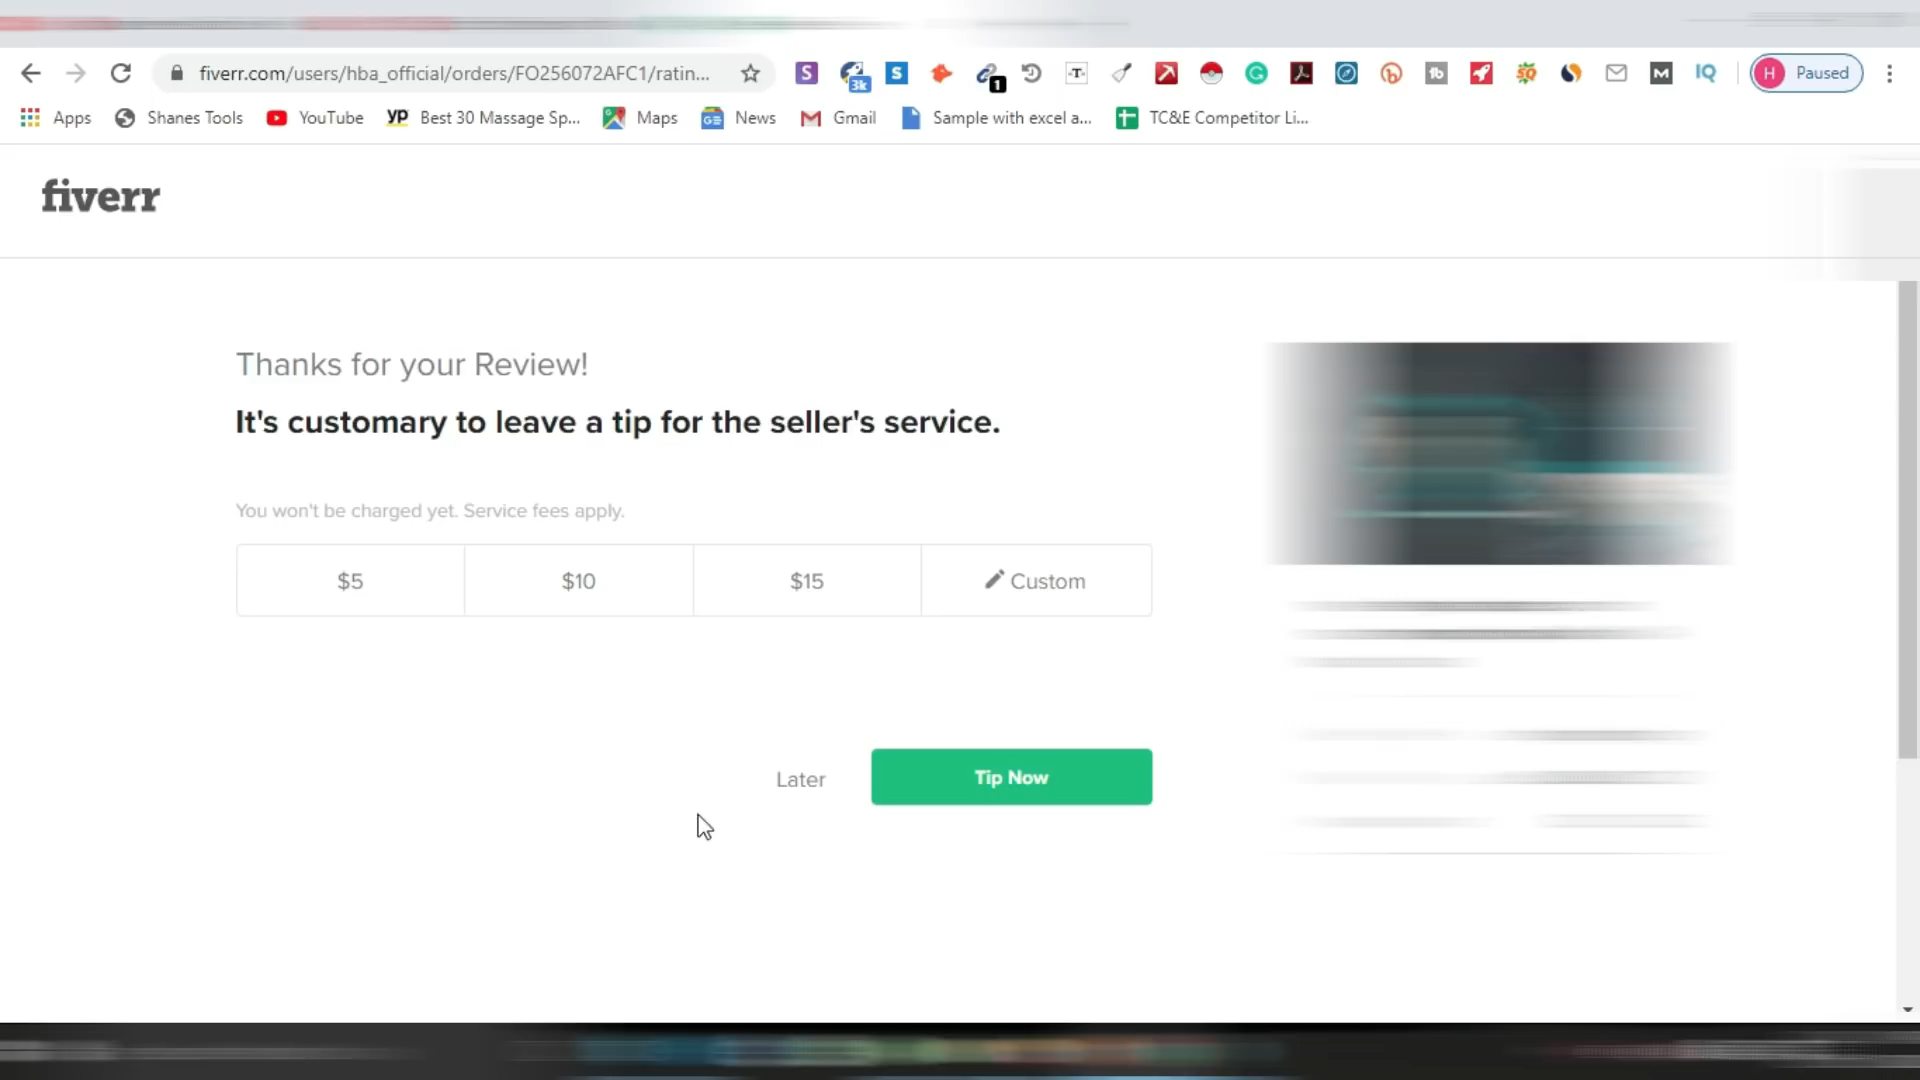 fiverr.com/users/hba_official/orders/FO256072AFC1/ratin...
3k
1
Paused
Apps
Shanes Tools
YouTube
Best 30 Massage Sp...
Maps
News
Gmail
Sample with excel a...
TC&E Competitor Li...
fiverr
Thanks for your Review!
It's customary to leave a tip for the seller's service.
You won't be charged yet. Service fees apply.
$5
$10
$15
Custom
Later
Tip Now